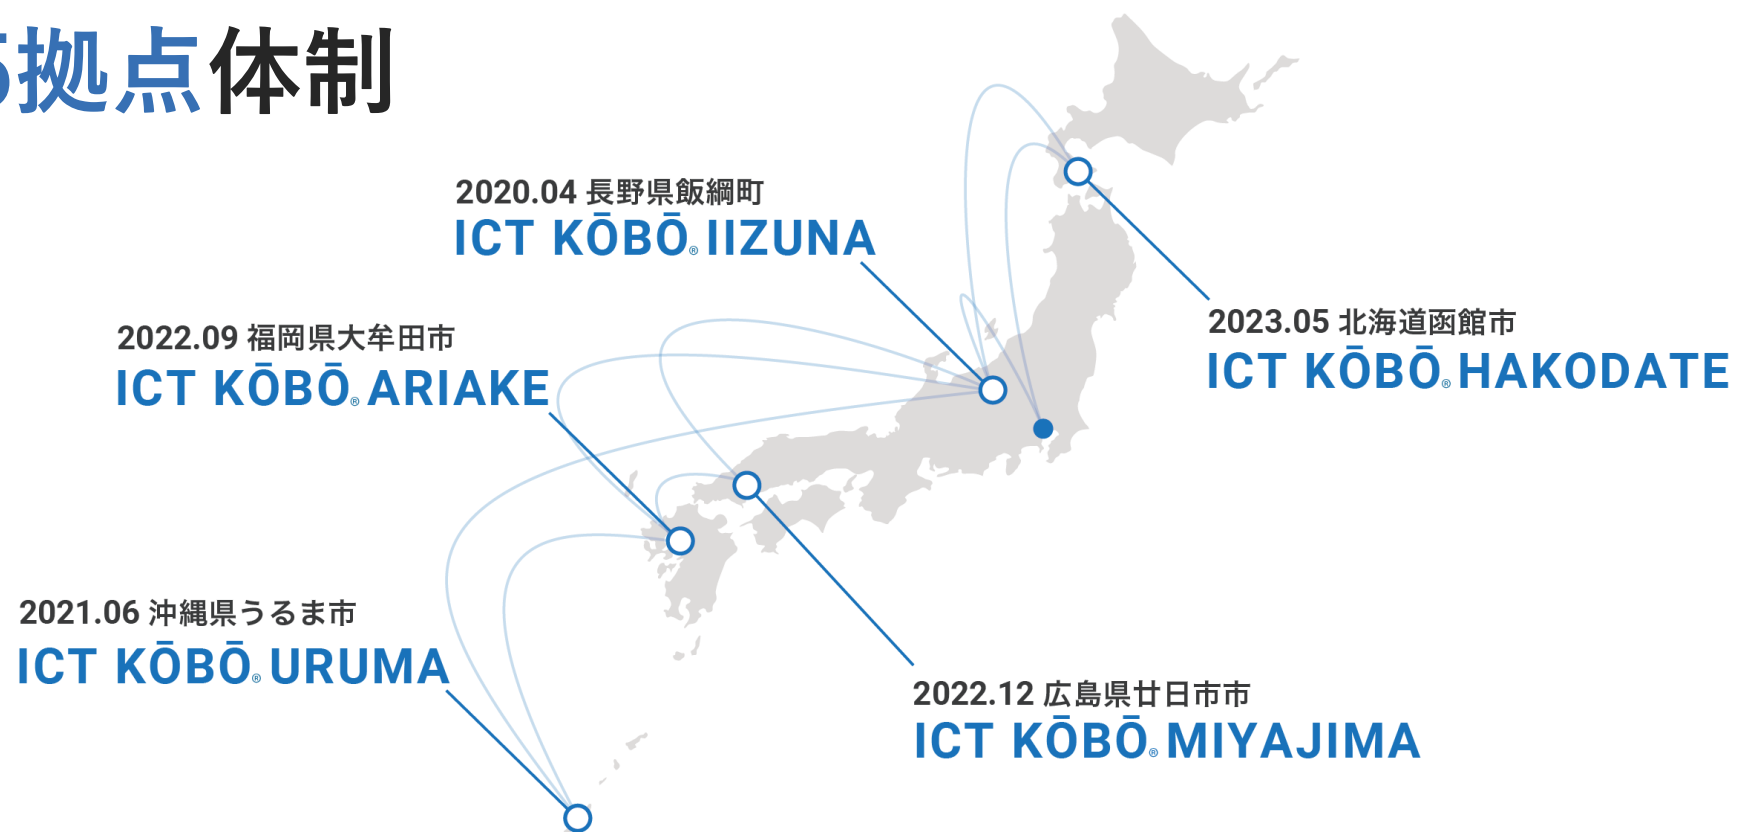 5拠点体制
2020.04 長野県飯綱町
ICT KŌBŌ® IIZUNA
2022.09 福岡県大牟田市
ICT KŌBŌ® ARIAKE
2023.05 北海道函館市
ICT KŌBŌ® HAKODATE
2021.06 沖縄県うるま市
ICT KŌBŌ® URUMA
2022.12 広島県廿日市市
ICT KŌBŌ® MIYAJIMA